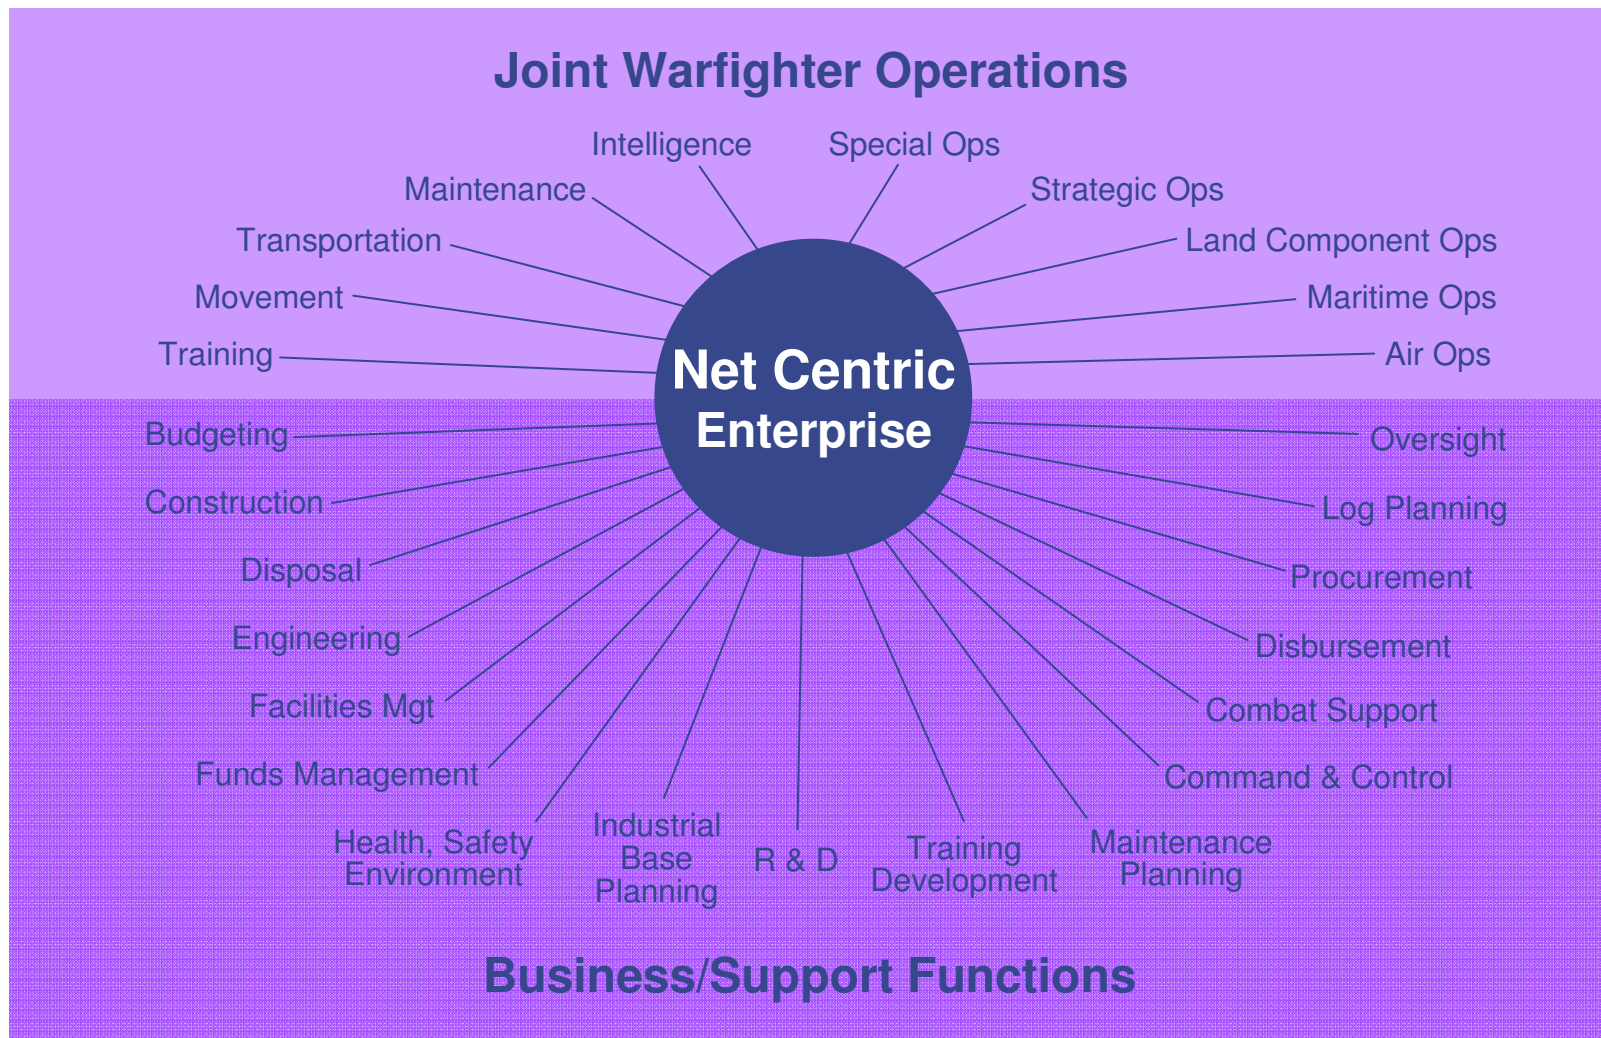 Joint Warfighter Operations
Intelligence
Special Ops
Maintenance
Strategic Ops
Transportation
Land Component Ops
Movement
Maritime Ops
Training
Air Ops
Net Centric
Enterprise
Budgeting
Oversight
Construction
Log Planning
Disposal
Procurement
Engineering
Disbursement
Facilities Mgt
Combat Support
Funds Management
Command & Control
Health, Safety
Environment
Industrial
Base
Planning
R & D
Training
Development
Maintenance
Planning
Business/Support Functions